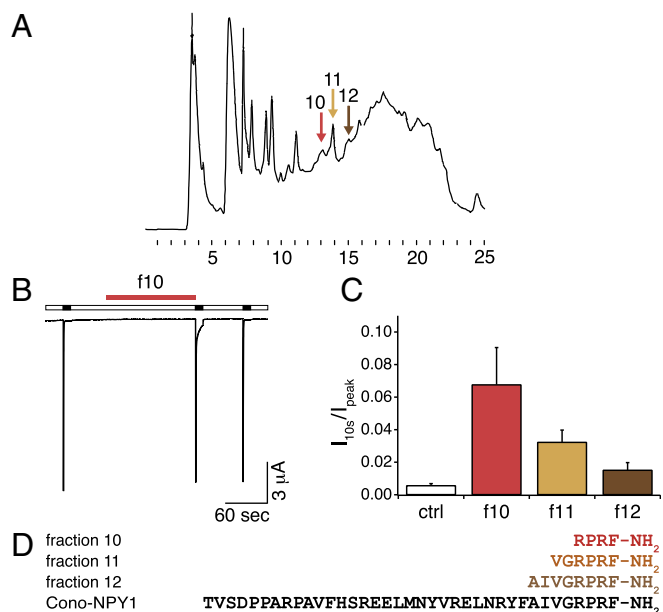 A
10
11
12
5
10
15
20
25
B
f10
3 µA
60 sec
C
I10s/Ipeak
0.10
0.08
0.06
0.04
0.02
0.00
ctrl
f10
f11
f12
D
fraction 10 RPRF-NH2
fraction 11 VGRPRF-NH2
fraction 12 AIVGRPRF-NH2
Cono-NPY1 TVSDPPARPAVFHSREELMNYVRELNRYFAIVGRPRF-NH2